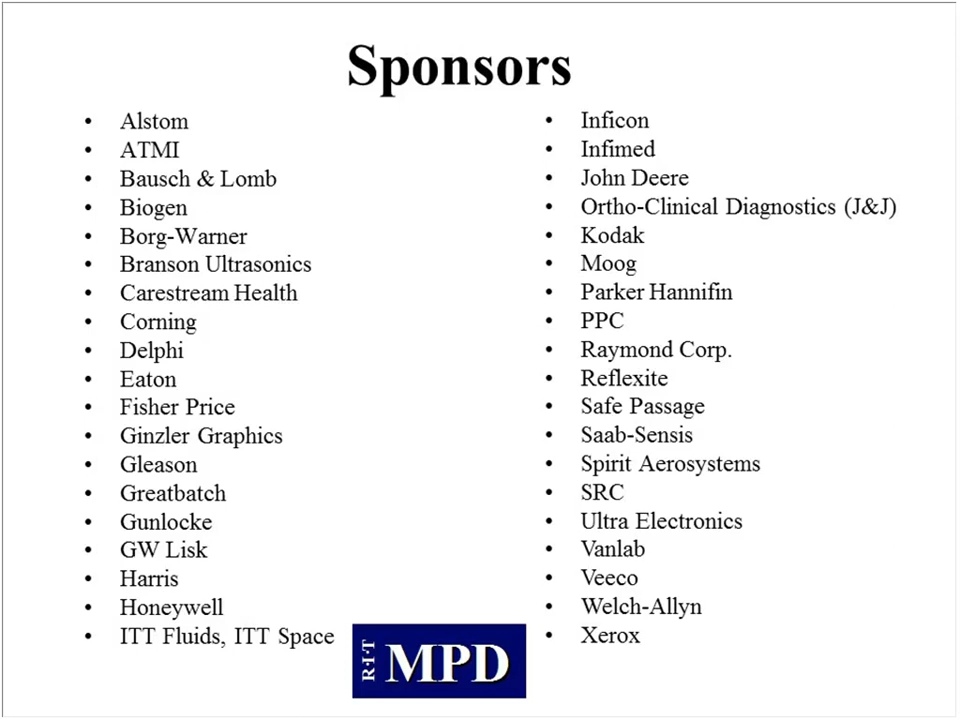 Sponsors
• Alstom
• ATMI
• Bausch & Lomb
• Biogen
• Borg-Warner
• Branson Ultrasonics
• Carestream Health
• Corning
• Delphi
• Eaton
• Fisher Price
• Ginzler Graphics
• Gleason
• Greatbatch
• Gunlocke
• GW Lisk
• Harris
• Honeywell
• ITT Fluids, ITT Space
• Inficon
• Infimed
• John Deere
• Ortho-Clinical Diagnostics (J&J)
• Kodak
• Moog
• Parker Hannifin
• PPC
• Raymond Corp.
• Reflexite
• Safe Passage
• Saab-Sensis
• Spirit Aerosystems
• SRC
• Ultra Electronics
• Vanlab
• Veeco
• Welch-Allyn
• Xerox
R·I·T MPD